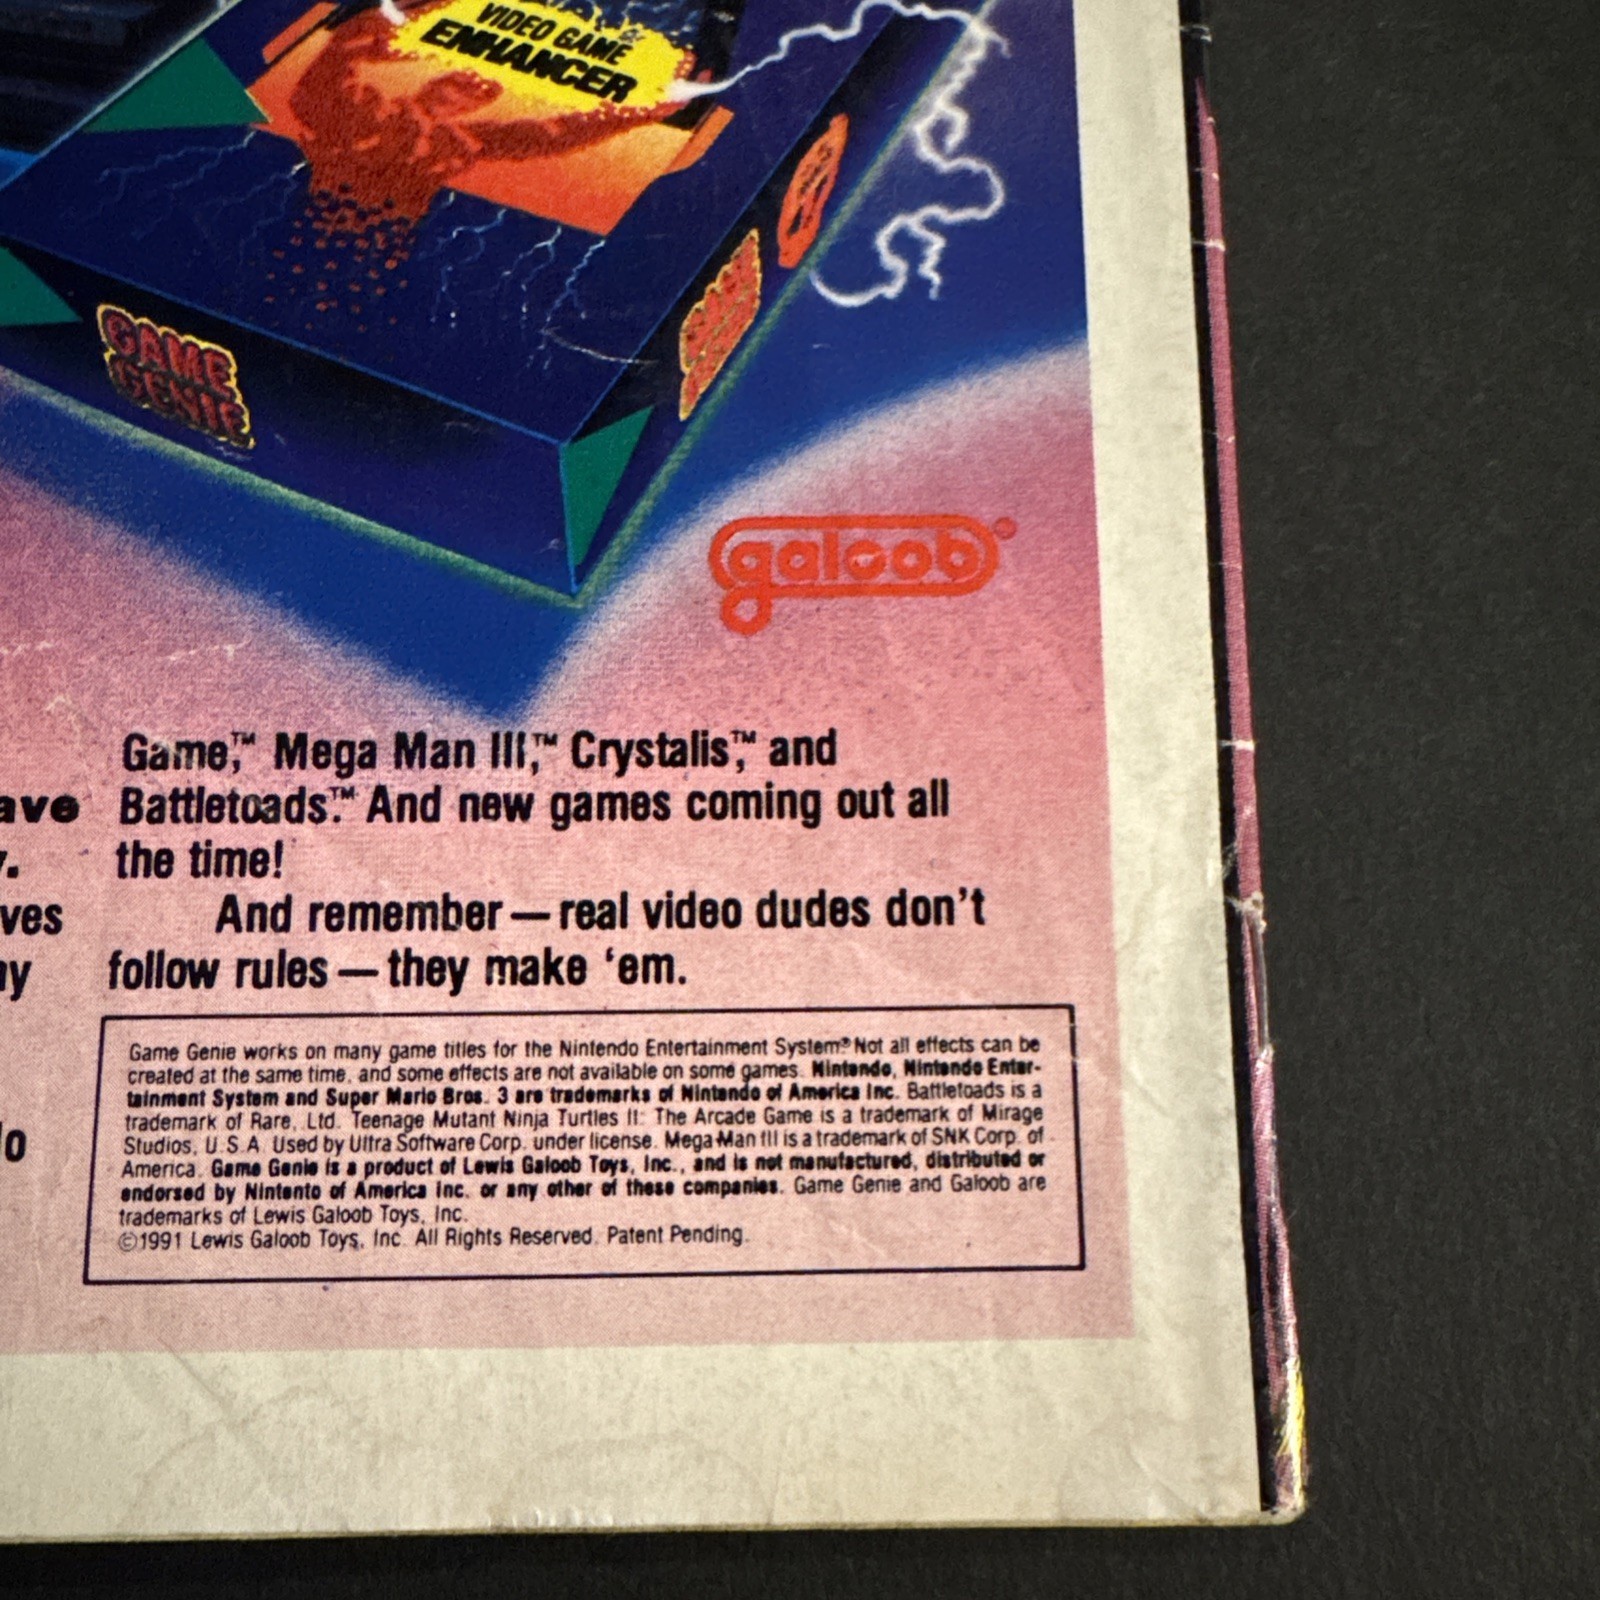 VIDEO GAME
ENHANCER
GAME
GENIE
galoob®
Game,™ Mega Man III,™ Crystalis,™ and
Battletoads.™ And new games coming out all
the time!
And remember — real video dudes don't
follow rules — they make 'em.
ave
ves
Game Genie works on many game titles for the Nintendo Entertainment System.® Not all effects can be
created at the same time, and some effects are not available on some games. Nintendo, Nintendo Enter-
tainment System and Super Mario Bros. 3 are trademarks of Nintendo of America Inc. Battletoads is a
trademark of Rare, Ltd. Teenage Mutant Ninja Turtles II: The Arcade Game is a trademark of Mirage
Studios, U.S.A. Used by Ultra Software Corp. under license. Mega Man III is a trademark of SNK Corp. of
America. Game Genie is a product of Lewis Galoob Toys, Inc., and is not manufactured, distributed or
endorsed by Nintento of America Inc. or any other of these companies. Game Genie and Galoob are
trademarks of Lewis Galoob Toys, Inc.
©1991 Lewis Galoob Toys, Inc. All Rights Reserved. Patent Pending.